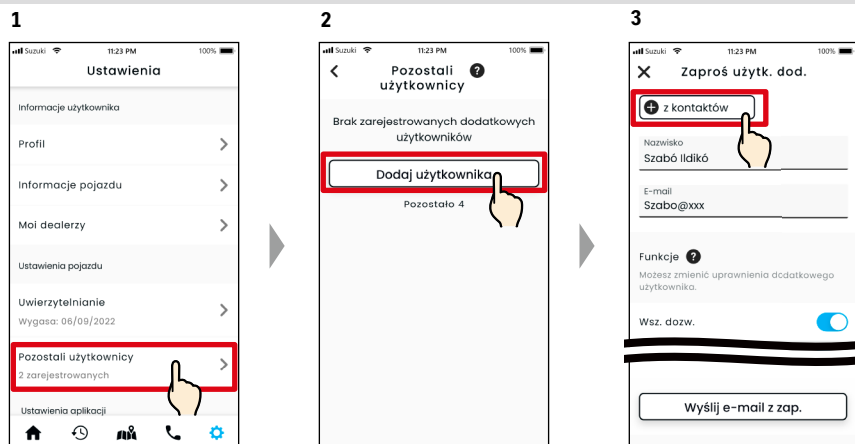 1
Suzuki 11:23 PM 100%
Ustawienia
Informacje użytkownika
Profil
Informacje pojazdu
Moi dealerzy
Ustawienia pojazdu
Uwierzytelnianie
Wygasa: 06/09/2022
Pozostali użytkownicy
2 zarejestrowanych
Ustawienia aplikacji
2
Suzuki 11:23 PM 100%
Pozostali ?
użytkownicy
Brak zarejestrowanych dodatkowych
użytkowników
Dodaj użytkownika
Pozostało 4
3
Suzuki 11:23 PM 100%
Zaproś użytk. dod.
z kontaktów
Nazwisko
Szabó Ildikó
E-mail
Szabo@xxx
Funkcje ?
Możesz zmienić uprawnienia dodatkowego
użytkownika.
Wsz. dozw.
Wyślij e-mail z zap.